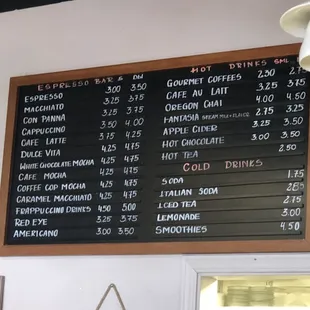 ESPRESSO BAR
ESPRESSO 3.00 3.50
MACCHIATO 3.25 3.75
CON PANNA 3.25 3.75
CAPPUCCINO 3.50 4.00
CAFE LATTE 3.75 4.25
DULCE VITA 4.25 4.75
WHITE CHOCOLATE MOCHA 4.25 4.75
CAFE MOCHA 4.25 4.75
COFFEE COP MOCHA 4.25 4.75
CARAMEL MACCHIATO 4.25 4.75
FRAPPUCCINO DRINKS 4.50 5.00
RED EYE 3.25 3.75
AMERICANO 3.00 3.50
HOT DRINKS SML
GOURMET COFFEES 2.50 2.75
CAFE AU LAIT 3.25 3.75
OREGON CHAI 4.00 4.50
FANTASIA STEAM MILK + FLAVOR 2.75 3.25
APPLE CIDER 3.25 3.50
HOT CHOCOLATE 3.00 3.50
HOT TEA 2.50
COLD DRINKS
SODA 1.75
ITALIAN SODA
ICED TEA 2.75
LEMONADE 3.00
SMOOTHIES 4.50